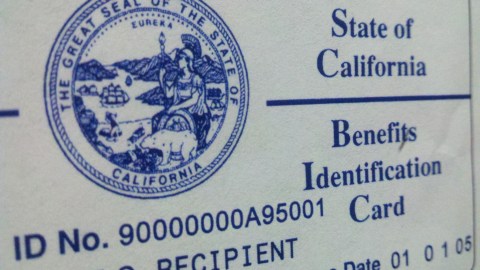 THE GREAT SEAL OF THE STATE OF CALIFORNIA
EUREKA
State of
California
Benefits
Identification
Card
ID No. 90000000A95001
RECIPIENT
Date 01 01 05